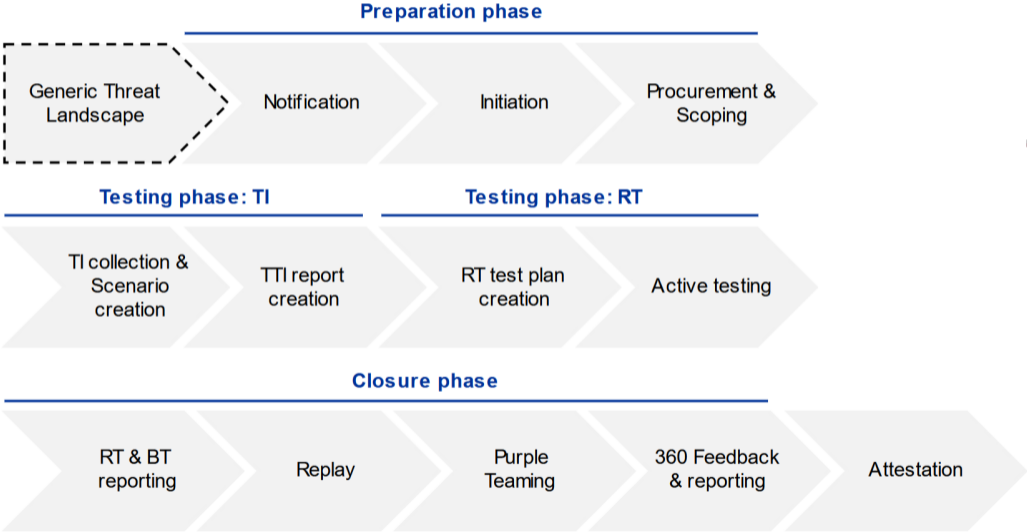 Preparation phase
Generic Threat
Landscape
Notification
Initiation
Procurement &
Scoping
Testing phase: TI
Testing phase: RT
TI collection &
Scenario
creation
TTI report
creation
RT test plan
creation
Active testing
Closure phase
RT & BT
reporting
Replay
Purple
Teaming
360 Feedback
& reporting
Attestation